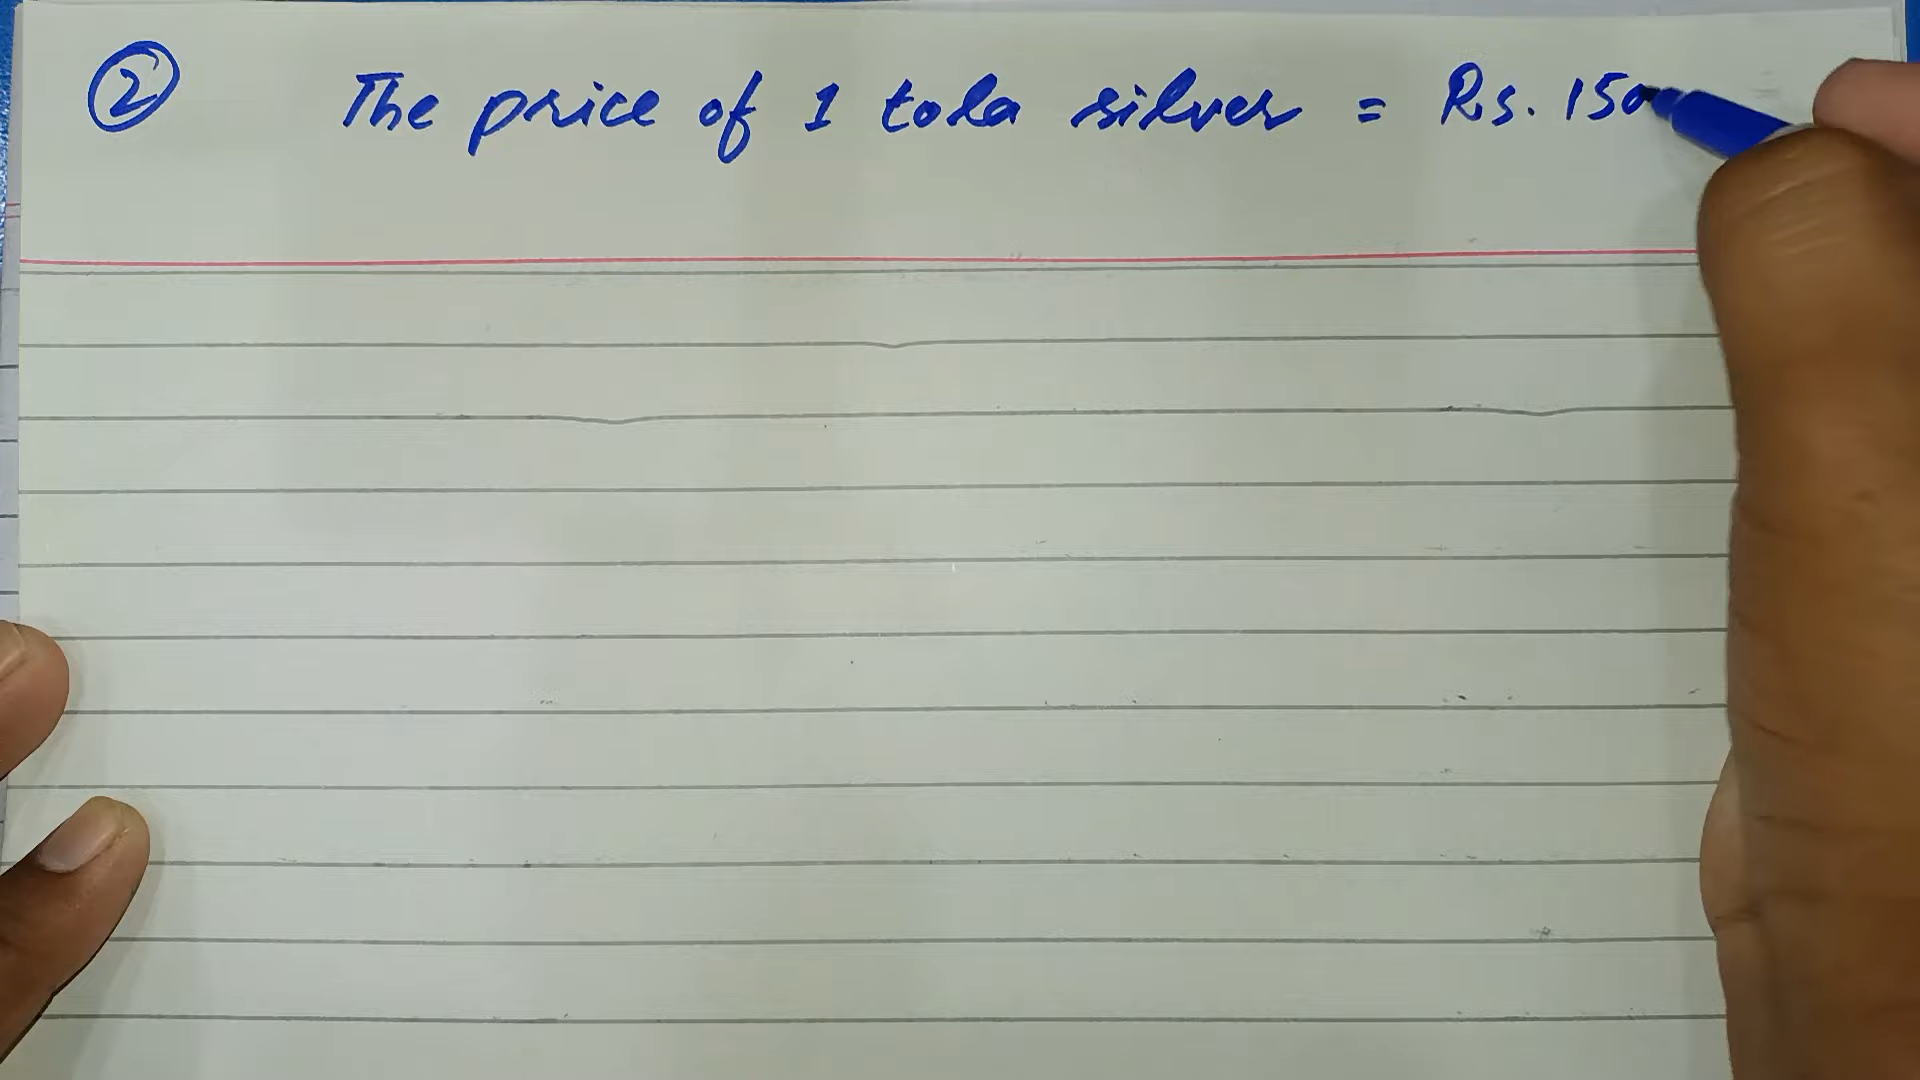 ② The price of 1 tola silver = Rs. 150